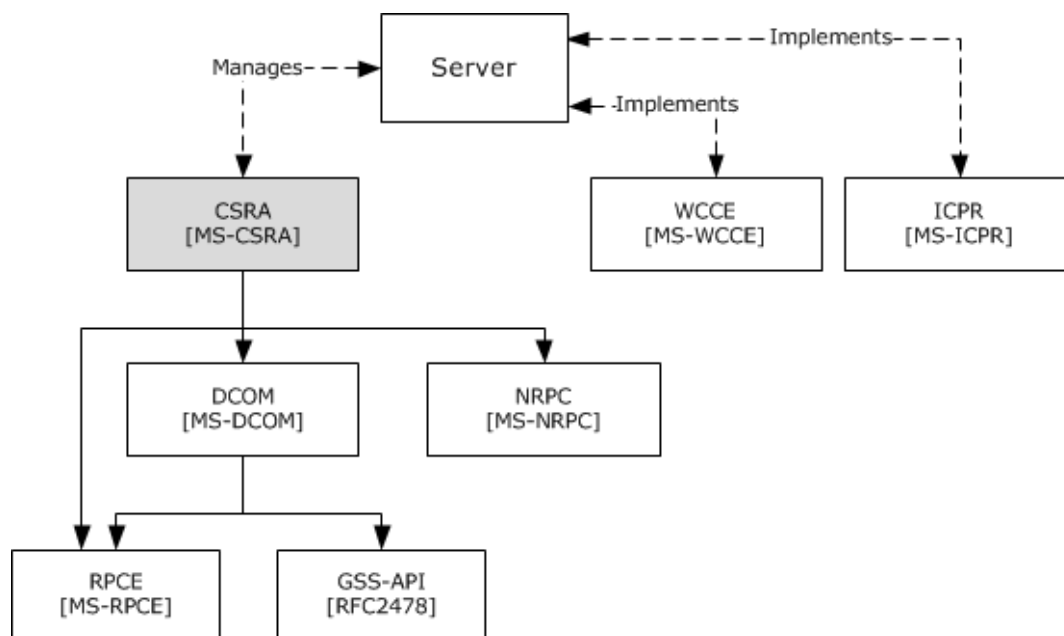 Implements
Manages
Server
Implements
CSRA
[MS-CSRA]
WCCE
[MS-WCCE]
ICPR
[MS-ICPR]
DCOM
[MS-DCOM]
NRPC
[MS-NRPC]
RPCE
[MS-RPCE]
GSS-API
[RFC2478]